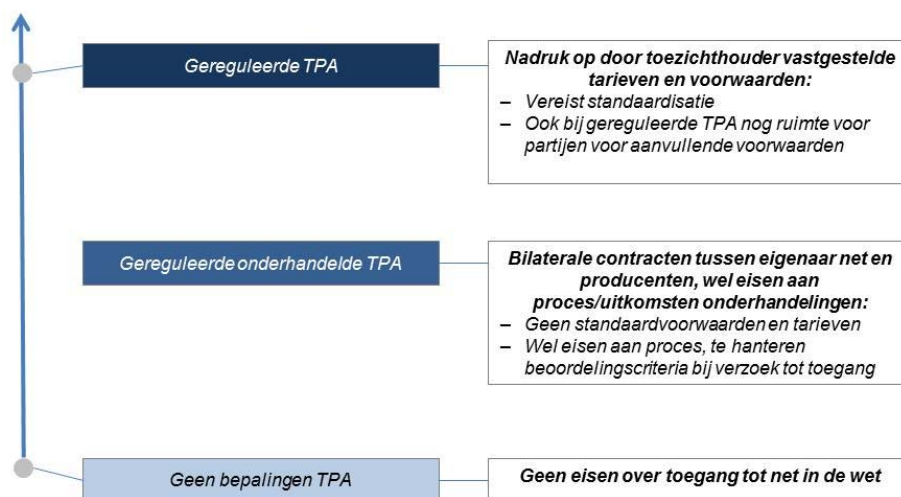 Gereguleerde TPA
Nadruk op door toezichthouder vastgestelde
tarieven en voorwaarden:
– Vereist standaardisatie
– Ook bij gereguleerde TPA nog ruimte voor
partijen voor aanvullende voorwaarden
Gereguleerde onderhandelde TPA
Bilaterale contracten tussen eigenaar net en
producenten, wel eisen aan
proces/uitkomsten onderhandelingen:
– Geen standaardvoorwaarden en tarieven
– Wel eisen aan proces, te hanteren
beoordelingscriteria bij verzoek tot toegang
Geen bepalingen TPA
Geen eisen over toegang tot net in de wet